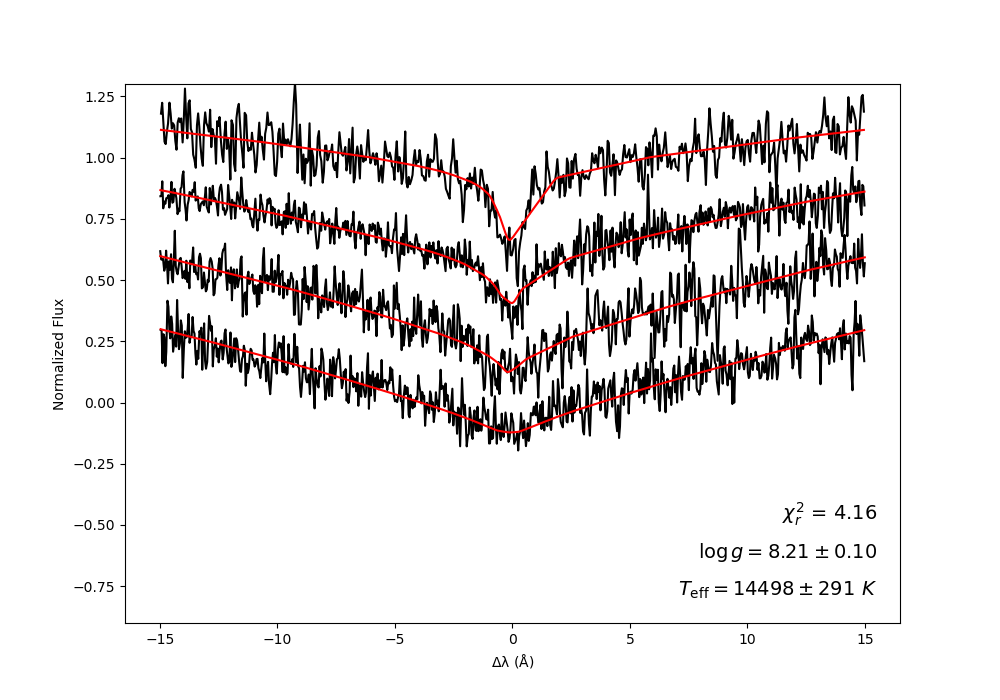 1.25
1.00
0.75
0.50
0.25
0.00
−0.25
−0.50
−0.75
Normalized Flux
χ²ᵣ = 4.16
log g = 8.21 ± 0.10
T_eff = 14498 ± 291 K
−15 −10 −5 0 5 10 15
Δλ (Å)